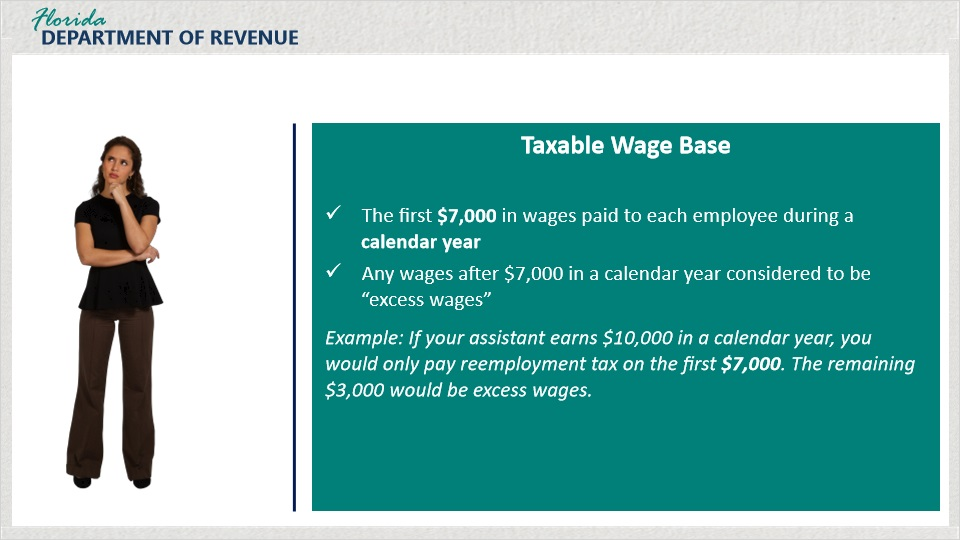 Florida
DEPARTMENT OF REVENUE
Taxable Wage Base
✓ The first $7,000 in wages paid to each employee during a
calendar year
✓ Any wages after $7,000 in a calendar year considered to be
“excess wages”
Example: If your assistant earns $10,000 in a calendar year, you
would only pay reemployment tax on the first $7,000. The remaining
$3,000 would be excess wages.